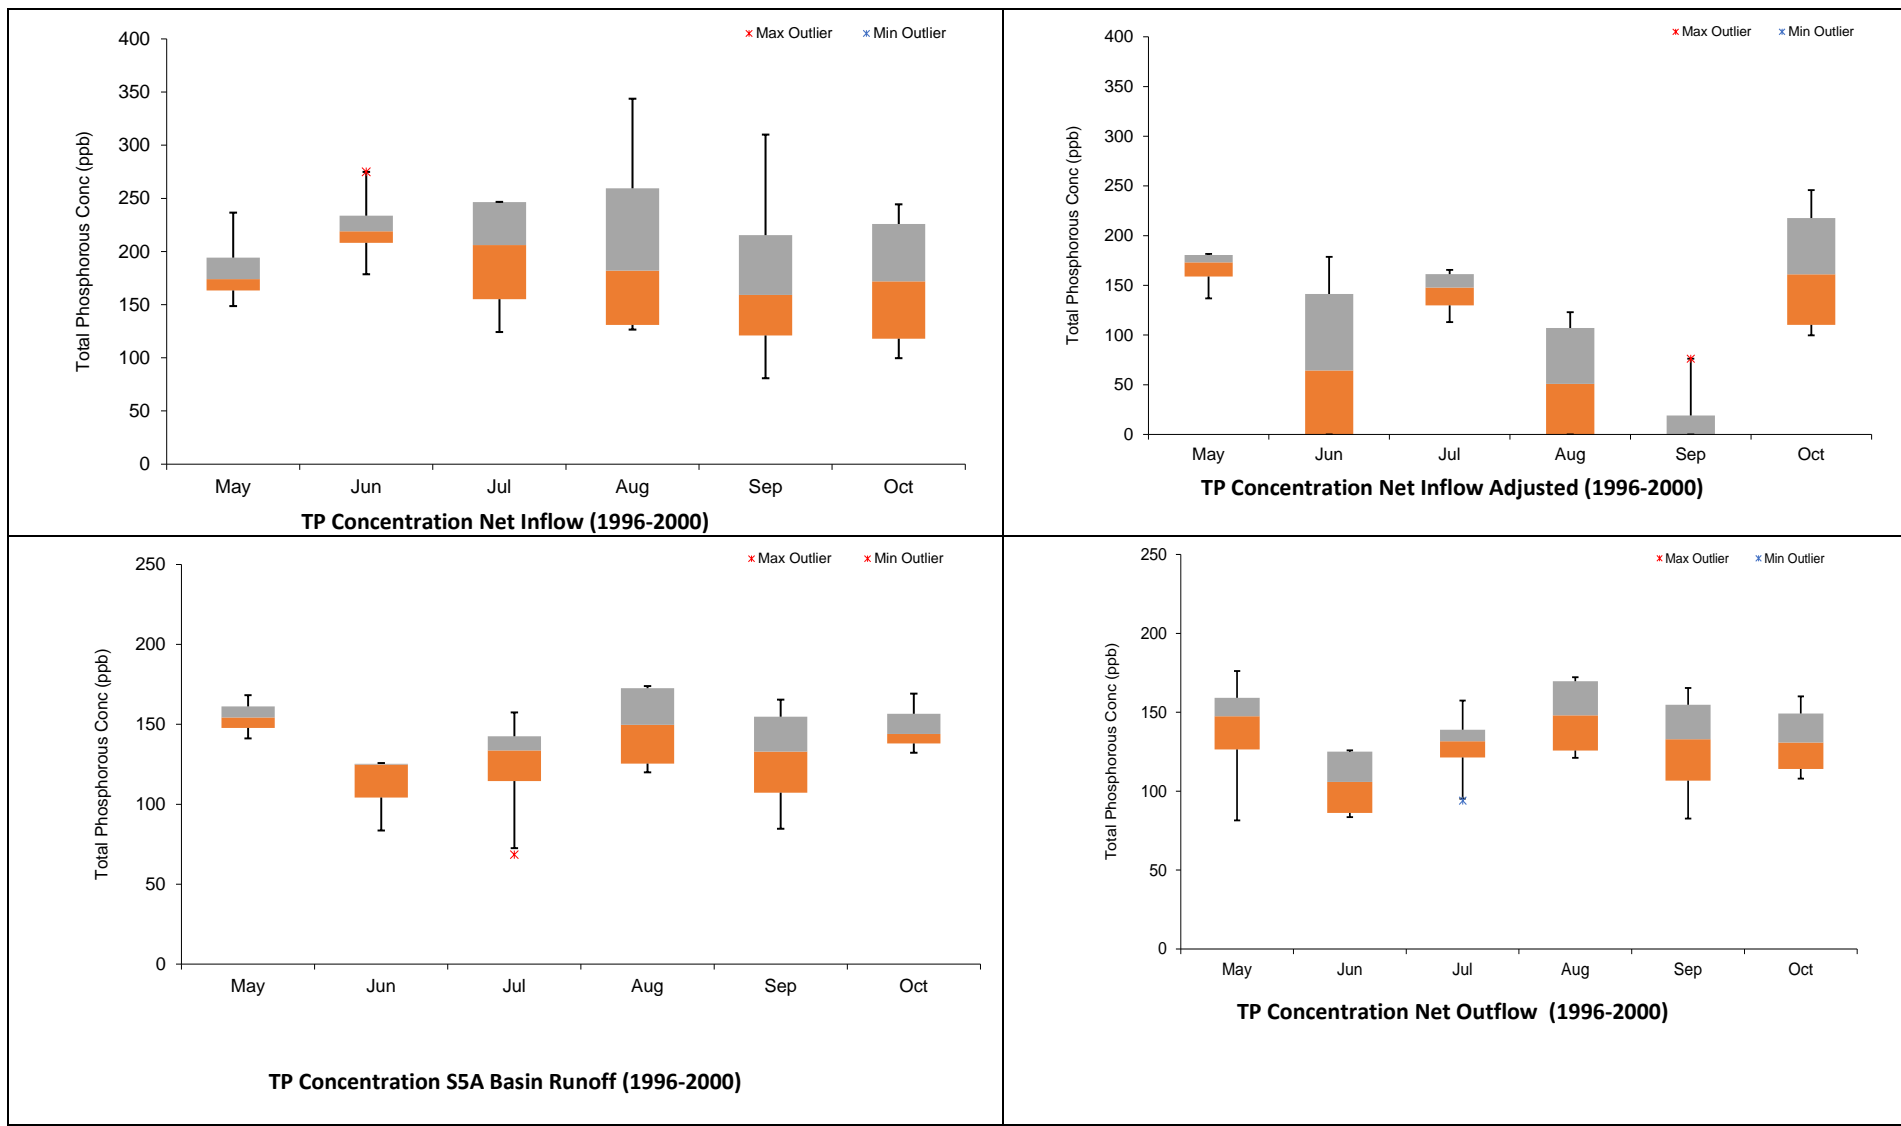 Max Outlier Min Outlier
Total Phosphorous Conc (ppb)
400
350
300
250
200
150
100
50
0
May Jun Jul Aug Sep Oct
TP Concentration Net Inflow (1996-2000)
Max Outlier Min Outlier
Total Phosphorous Conc (ppb)
400
350
300
250
200
150
100
50
0
May Jun Jul Aug Sep Oct
TP Concentration Net Inflow Adjusted (1996-2000)
Max Outlier Min Outlier
Total Phosphorous Conc (ppb)
250
200
150
100
50
0
May Jun Jul Aug Sep Oct
TP Concentration S5A Basin Runoff (1996-2000)
Max Outlier Min Outlier
Total Phosphorous Conc (ppb)
250
200
150
100
50
0
May Jun Jul Aug Sep Oct
TP Concentration Net Outflow (1996-2000)